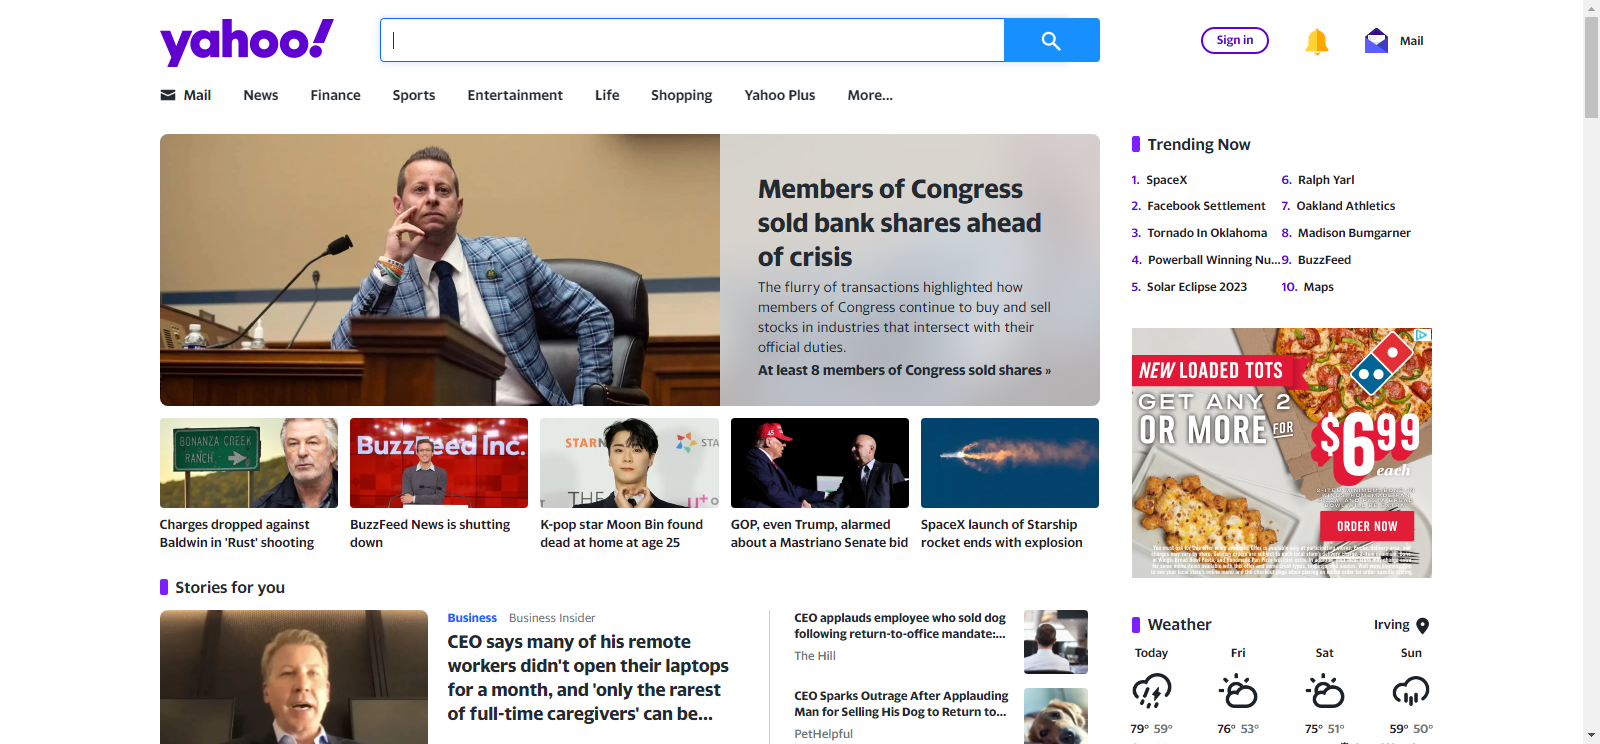 yahoo!
Sign in
Mail
Mail
News
Finance
Sports
Entertainment
Life
Shopping
Yahoo Plus
More...
Members of Congress
sold bank shares ahead
of crisis
The flurry of transactions highlighted how
members of Congress continue to buy and sell
stocks in industries that intersect with their
official duties.
At least 8 members of Congress sold shares »
BONANZA CREEK
RANCH
Charges dropped against
Baldwin in 'Rust' shooting
BuzzFeed Inc.
BuzzFeed News is shutting
down
STARN
STA
THE
U+o
K-pop star Moon Bin found
dead at home at age 25
45
GOP, even Trump, alarmed
about a Mastriano Senate bid
SpaceX launch of Starship
rocket ends with explosion
Stories for you
Business Business Insider
CEO says many of his remote
workers didn't open their laptops
for a month, and 'only the rarest
of full-time caregivers' can be...
CEO applauds employee who sold dog
following return-to-office mandate:...
The Hill
CEO Sparks Outrage After Applauding
Man for Selling His Dog to Return to...
PetHelpful
Trending Now
1. SpaceX
2. Facebook Settlement
3. Tornado In Oklahoma
4. Powerball Winning Nu...
5. Solar Eclipse 2023
6. Ralph Yarl
7. Oakland Athletics
8. Madison Bumgarner
9. BuzzFeed
10. Maps
NEW LOADED TOTS
GET ANY 2
OR MORE FOR
$6.99
each
ORDER NOW
Weather
Irving
Today
Fri
Sat
Sun
79° 59°
76° 53°
75° 51°
59° 50°